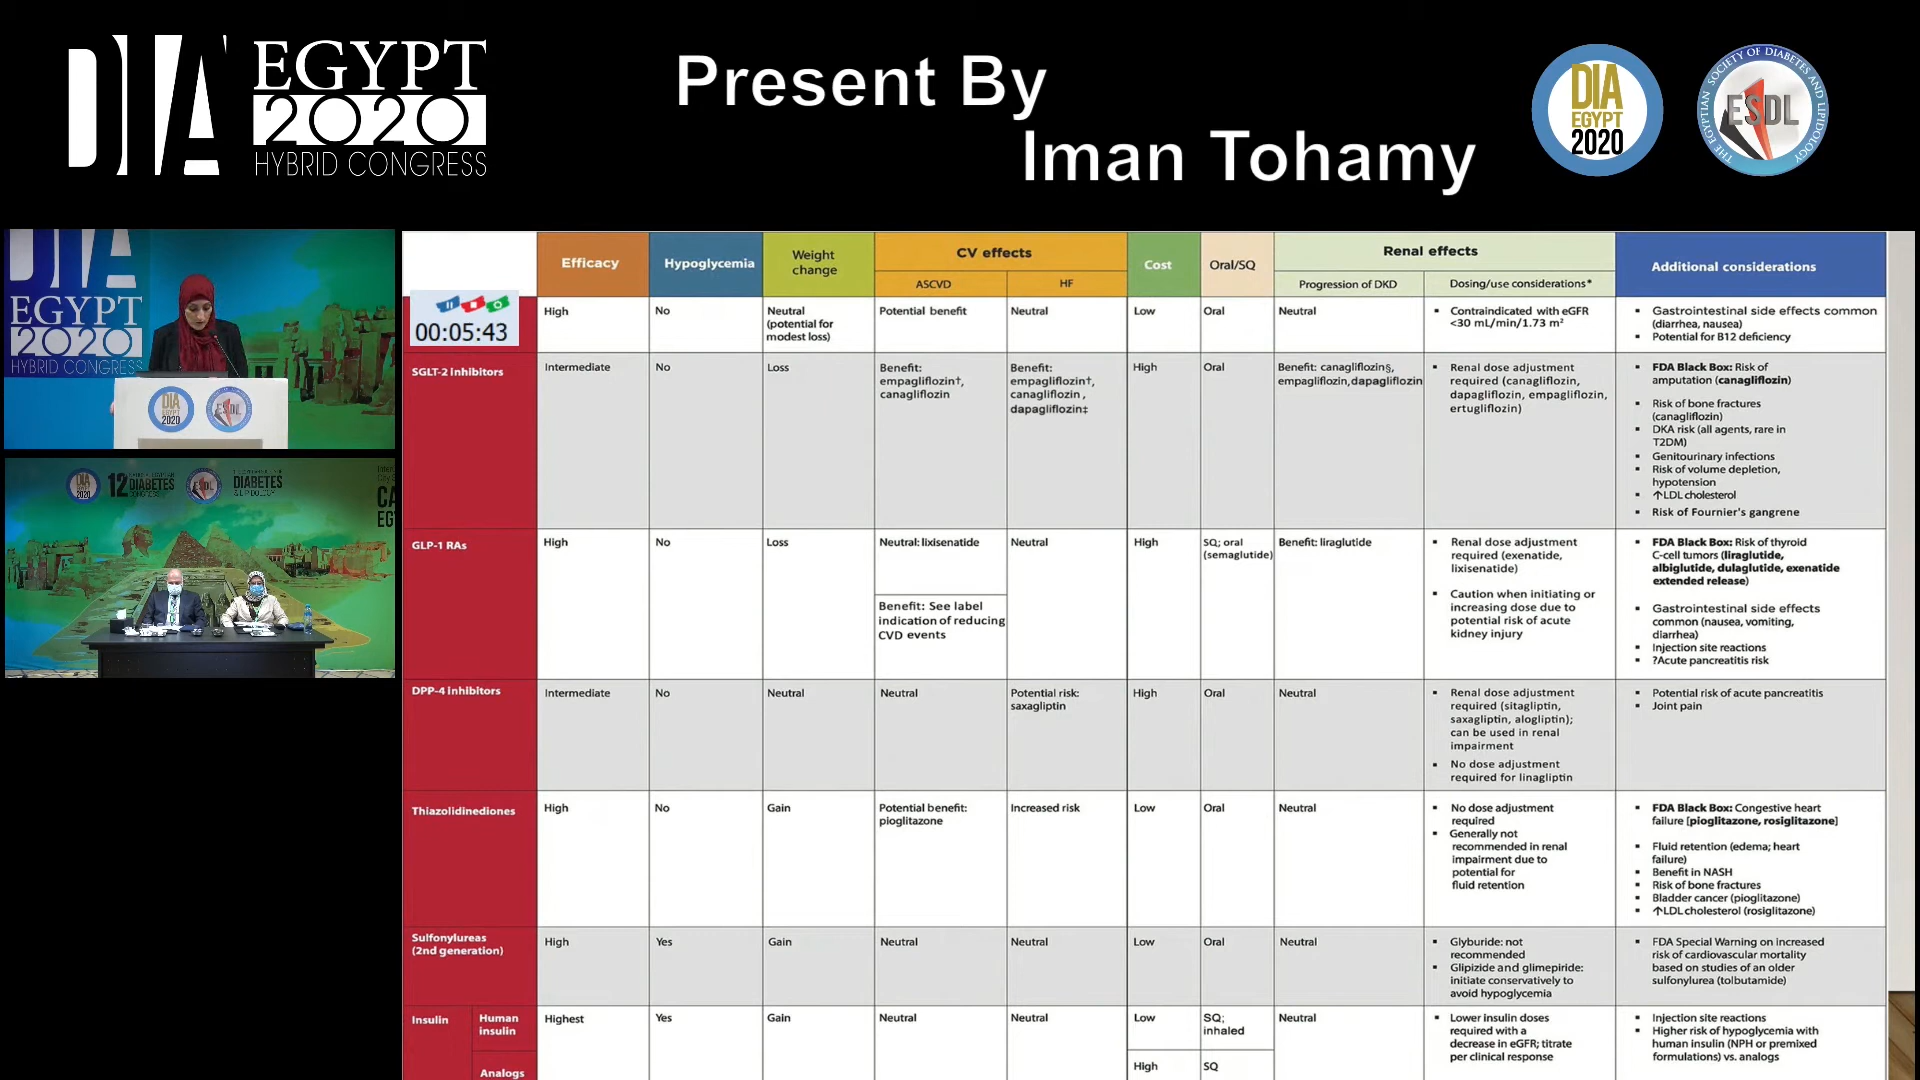 DIA EGYPT
2020
HYBRID CONGRESS
Present By
Iman Tohamy
DIA
EGYPT
2020
THE EGYPTIAN SOCIETY OF DIABETES AND LIPIDOLOGY
ESDL
DIA
EGYPT
2020
HYBRID CONGRESS
DIA
EGYPT
2020
ESDL
12
DIABETES
DIABETES
& LIPIDOLOGY
00:05:43
Efficacy
Hypoglycemia
Weight
change
CV effects
ASCVD
HF
Cost
Oral/SQ
Renal effects
Progression of DKD
Dosing/use considerations*
Additional considerations
High
No
Neutral
(potential for
modest loss)
Potential benefit
Neutral
Low
Oral
Neutral
▪ Contraindicated with eGFR
<30 mL/min/1.73 m²
▪ Gastrointestinal side effects common
(diarrhea, nausea)
▪ Potential for B12 deficiency
SGLT-2 inhibitors
Intermediate
No
Loss
Benefit:
empagliflozin†,
canagliflozin
Benefit:
empagliflozin†,
canagliflozin ,
dapagliflozin‡
High
Oral
Benefit: canagliflozin§,
empagliflozin,dapagliflozin
▪ Renal dose adjustment
required (canagliflozin,
dapagliflozin, empagliflozin,
ertugliflozin)
▪ FDA Black Box: Risk of
amputation (canagliflozin)
▪ Risk of bone fractures
(canagliflozin)
▪ DKA risk (all agents, rare in
T2DM)
▪ Genitourinary infections
▪ Risk of volume depletion,
hypotension
▪ ↑LDL cholesterol
▪ Risk of Fournier's gangrene
GLP-1 RAs
High
No
Loss
Neutral: lixisenatide
Benefit: See label
indication of reducing
CVD events
Neutral
High
SQ; oral
(semaglutide)
Benefit: liraglutide
▪ Renal dose adjustment
required (exenatide,
lixisenatide)
▪ Caution when initiating or
increasing dose due to
potential risk of acute
kidney injury
▪ FDA Black Box: Risk of thyroid
C-cell tumors (liraglutide,
albiglutide, dulaglutide, exenatide
extended release)
▪ Gastrointestinal side effects
common (nausea, vomiting,
diarrhea)
▪ Injection site reactions
▪ ?Acute pancreatitis risk
DPP-4 inhibitors
Intermediate
No
Neutral
Neutral
Potential risk:
saxagliptin
High
Oral
Neutral
▪ Renal dose adjustment
required (sitagliptin,
saxagliptin, alogliptin);
can be used in renal
impairment
▪ No dose adjustment
required for linagliptin
▪ Potential risk of acute pancreatitis
▪ Joint pain
Thiazolidinediones
High
No
Gain
Potential benefit:
pioglitazone
Increased risk
Low
Oral
Neutral
▪ No dose adjustment
required
▪ Generally not
recommended in renal
impairment due to
potential for
fluid retention
▪ FDA Black Box: Congestive heart
failure [pioglitazone, rosiglitazone]
▪ Fluid retention (edema; heart
failure)
▪ Benefit in NASH
▪ Risk of bone fractures
▪ Bladder cancer (pioglitazone)
▪ ↑LDL cholesterol (rosiglitazone)
Sulfonylureas
(2nd generation)
High
Yes
Gain
Neutral
Neutral
Low
Oral
Neutral
▪ Glyburide: not
recommended
▪ Glipizide and glimepiride:
initiate conservatively to
avoid hypoglycemia
▪ FDA Special Warning on increased
risk of cardiovascular mortality
based on studies of an older
sulfonylurea (tolbutamide)
Insulin
Human
insulin
Analogs
Highest
Yes
Gain
Neutral
Neutral
Low
SQ;
inhaled
High
SQ
Neutral
▪ Lower insulin doses
required with a
decrease in eGFR; titrate
per clinical response
▪ Injection site reactions
▪ Higher risk of hypoglycemia with
human insulin (NPH or premixed
formulations) vs. analogs